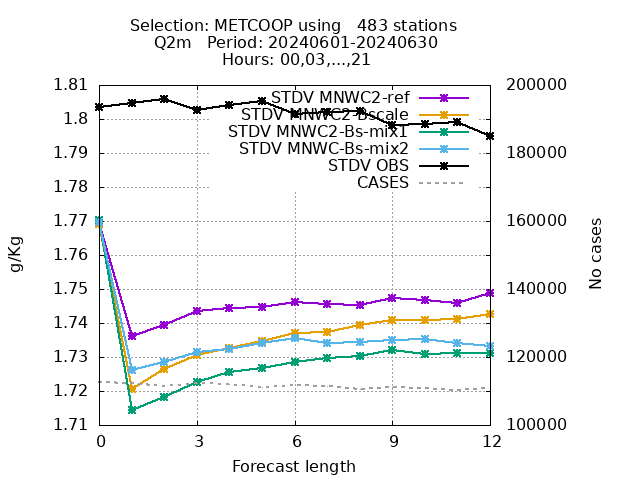 Selection: METCOOP using   483 stations
Q2m   Period: 20240601-20240630
Hours: 00,03,...,21
1.81
1.8
1.79
1.78
1.77
1.76
1.75
1.74
1.73
1.72
1.71
g/Kg
STDV MNWC2-ref
STDV MNWC2-Bscale
STDV MNWC2-Bs-mix1
STDV MNWC-Bs-mix2
STDV OBS
CASES
200000
180000
160000
140000
120000
100000
No cases
0 3 6 9 12
Forecast length